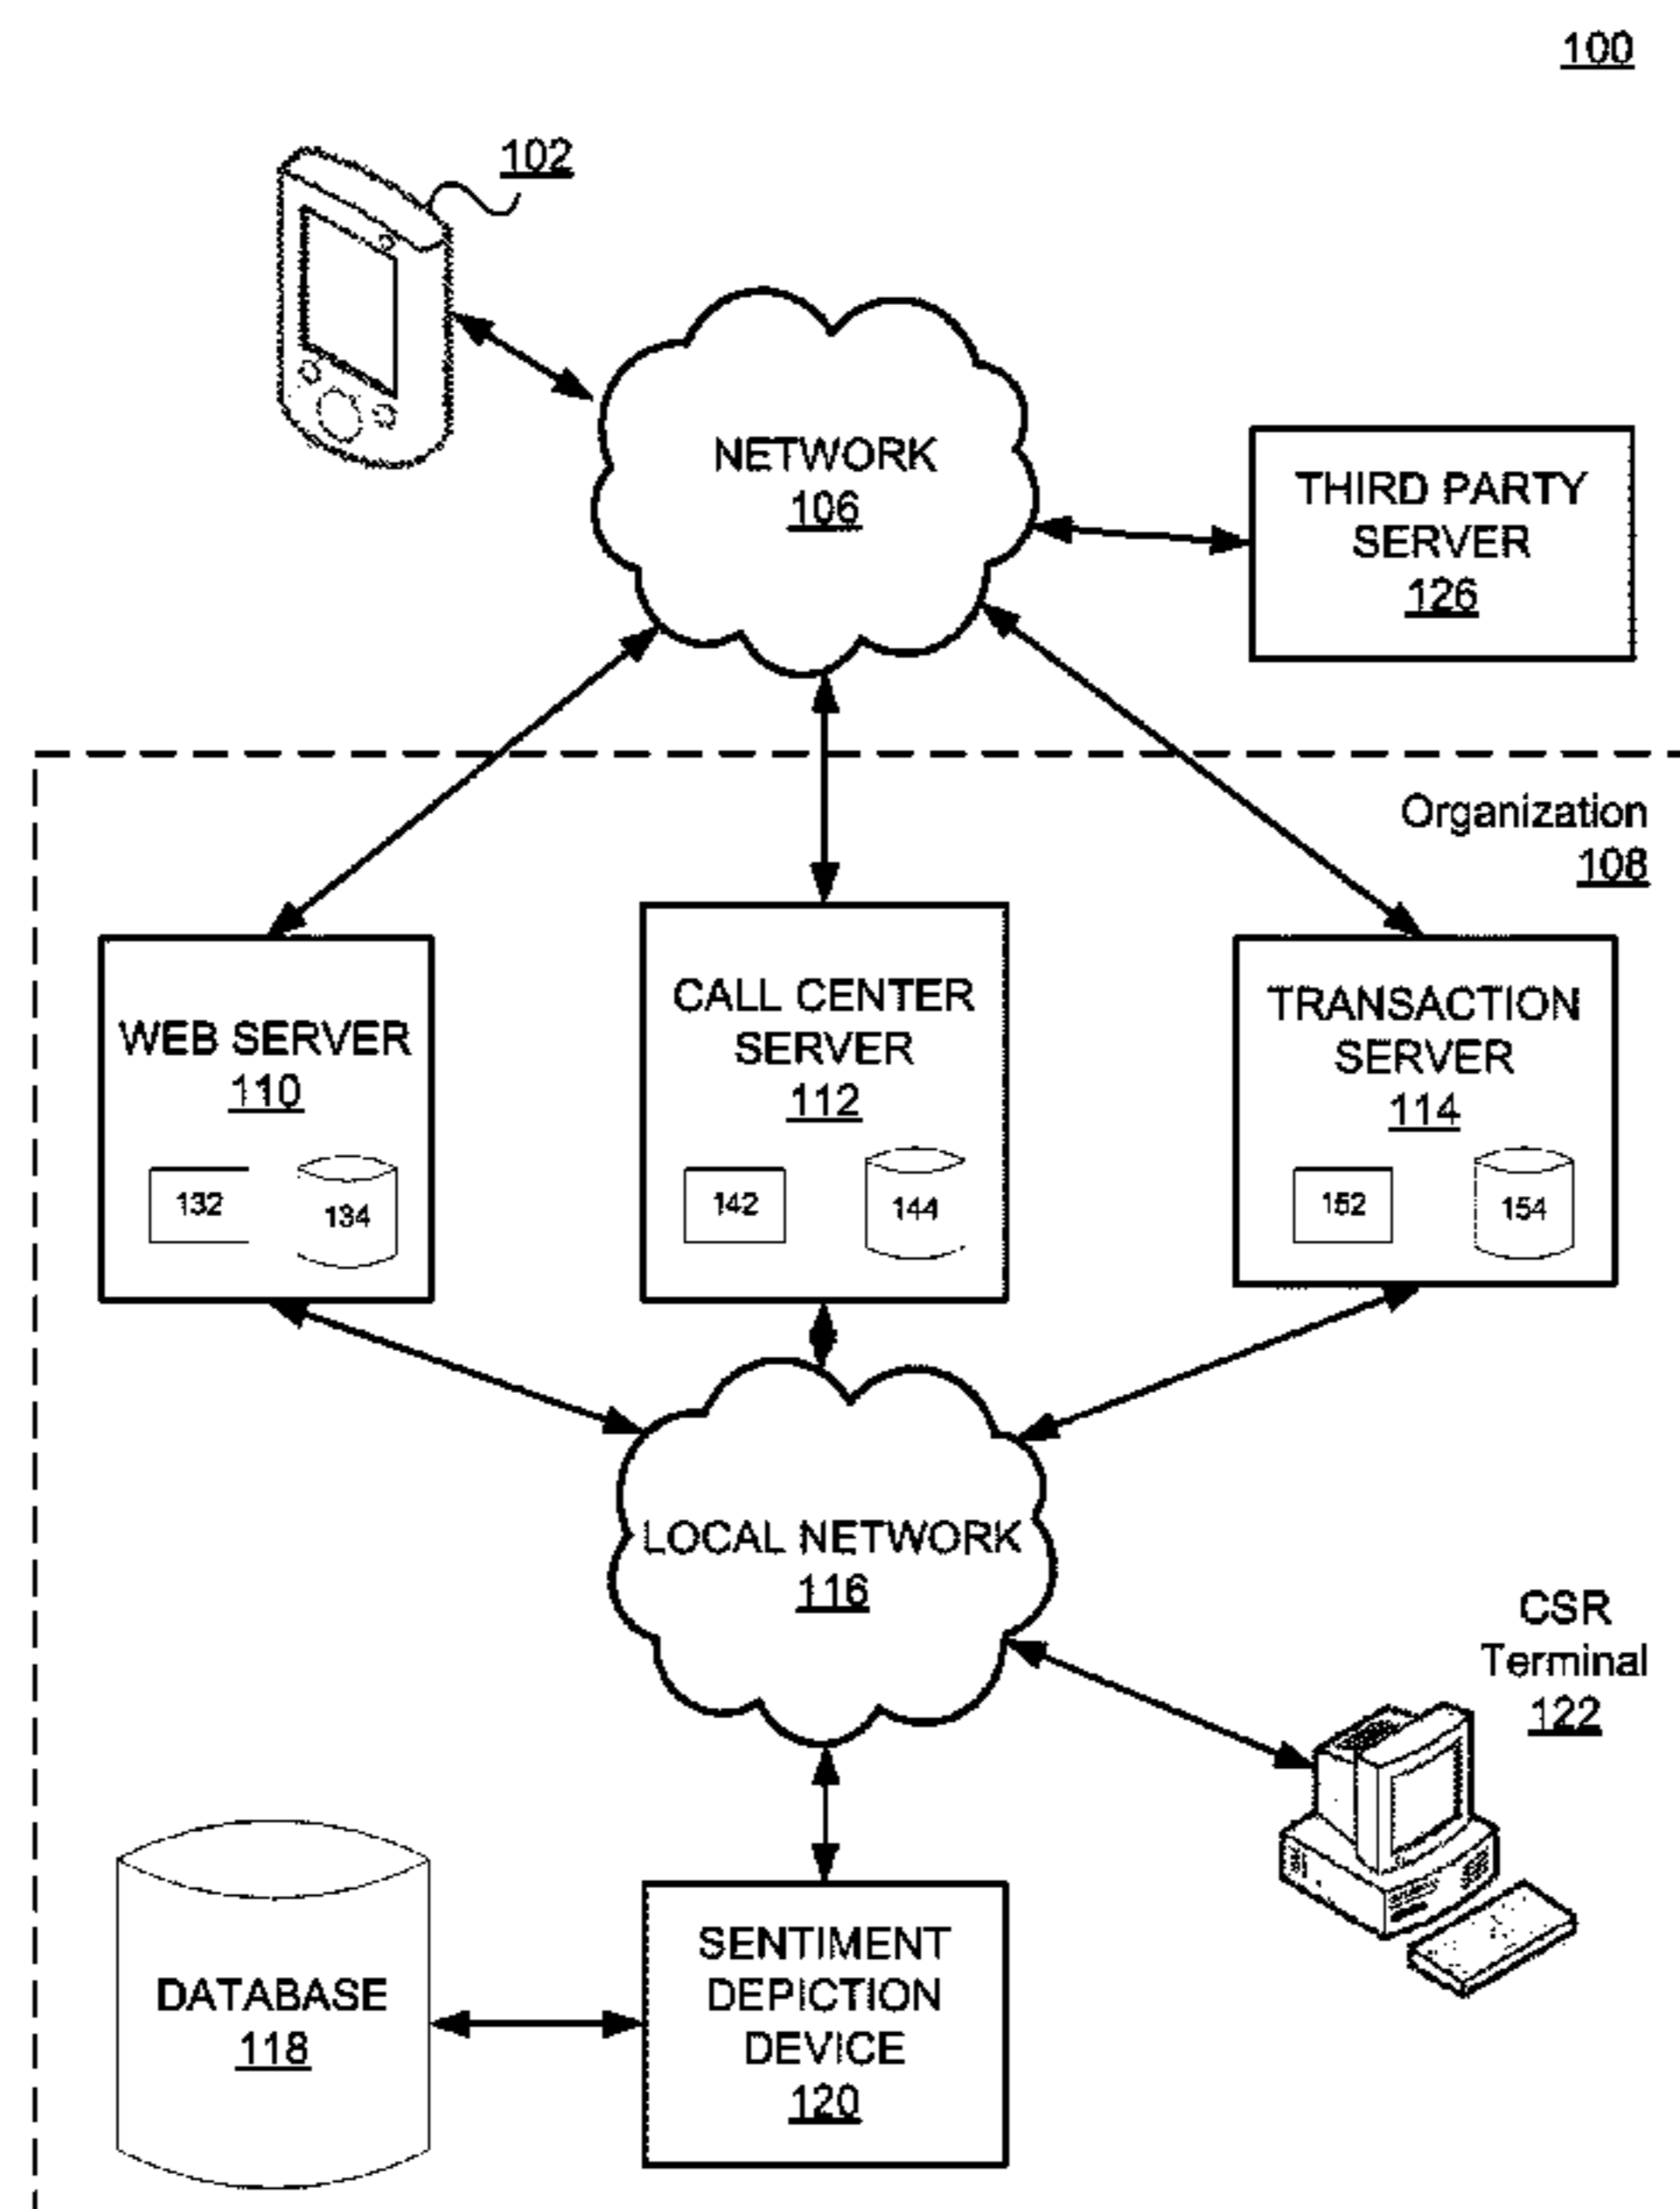 100
102
NETWORK
106
THIRD PARTY
SERVER
126
Organization
108
WEB SERVER
110
132
134
CALL CENTER
SERVER
112
142
144
TRANSACTION
SERVER
114
152
154
LOCAL NETWORK
116
CSR
Terminal
122
DATABASE
118
SENTIMENT
DEPICTION
DEVICE
120